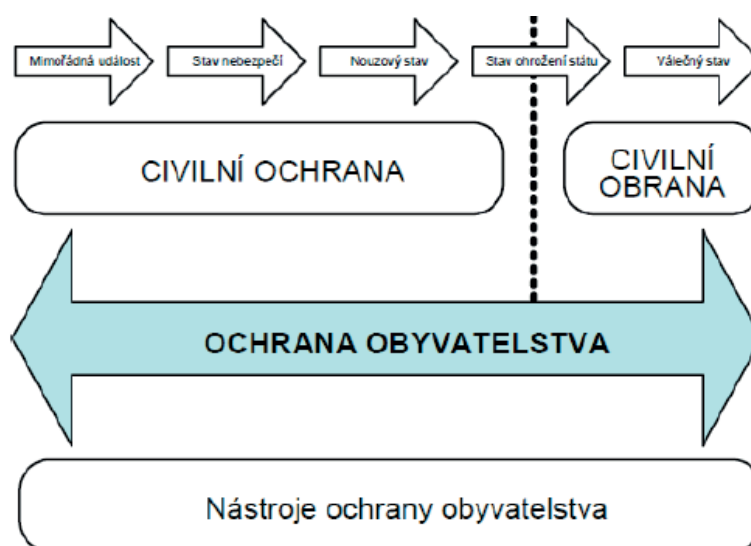 Mimořádná událost
Stav nebezpečí
Nouzový stav
Stav ohrožení státu
Válečný stav
CIVILNÍ OCHRANA
CIVILNÍ
OBRANA
OCHRANA OBYVATELSTVA
Nástroje ochrany obyvatelstva